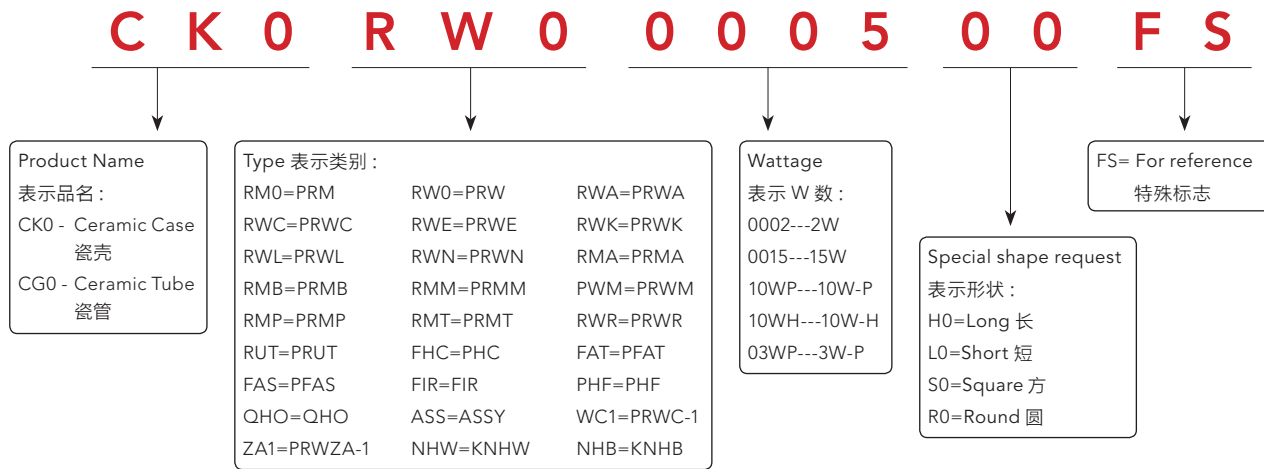 C K 0 R W 0 0 0 0 5 0 0 F S
Product Name
表示品名 :
CK0 - Ceramic Case
瓷壳
CG0 - Ceramic Tube
瓷管
Type 表示类别 :
RM0=PRM RW0=PRW RWA=PRWA
RWC=PRWC RWE=PRWE RWK=PRWK
RWL=PRWL RWN=PRWN RMA=PRMA
RMB=PRMB RMM=PRMM PWM=PRWM
RMP=PRMP RMT=PRMT RWR=PRWR
RUT=PRUT FHC=PHC FAT=PFAT
FAS=PFAS FIR=FIR PHF=PHF
QHO=QHO ASS=ASSY WC1=PRWC-1
ZA1=PRWZA-1 NHW=KNHW NHB=KNHB
Wattage
表示 W 数 :
0002---2W
0015---15W
10WP---10W-P
10WH---10W-H
03WP---3W-P
Special shape request
表示形状 :
H0=Long 长
L0=Short 短
S0=Square 方
R0=Round 圆
FS= For reference
特殊标志